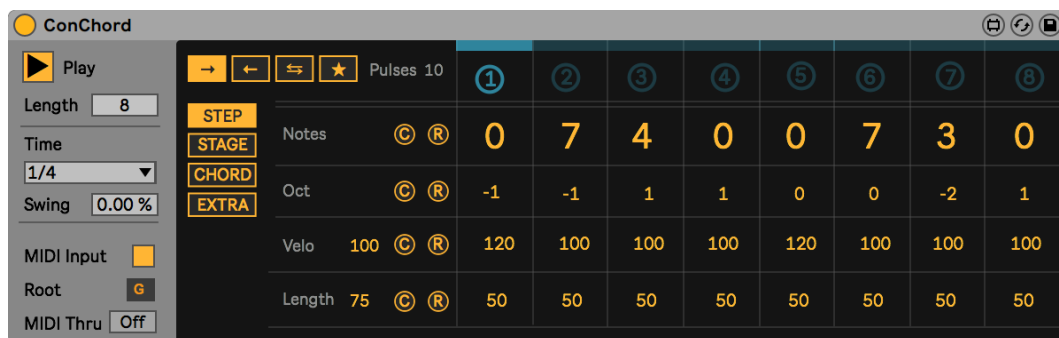 ConChord
Play
Length 8
Time
1/4
Swing 0.00 %
MIDI Input
Root G
MIDI Thru Off
→ ← ⇆ ★ Pulses 10 1 2 3 4 5 6 7 8
STEP
STAGE
CHORD
EXTRA
Notes C R 0 7 4 0 0 7 3 0
Oct C R -1 -1 1 1 0 0 -2 1
Velo 100 C R 120 100 100 100 120 100 100 100
Length 75 C R 50 50 50 50 50 50 50 50